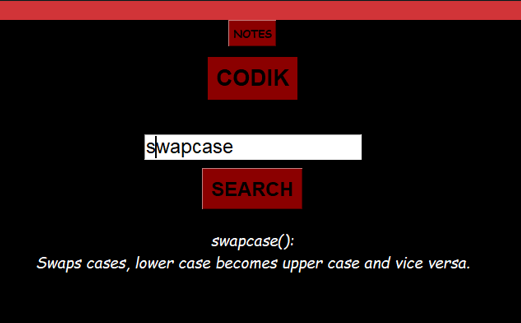 NOTES
CODIK
swapcase
SEARCH
swapcase():
Swaps cases, lower case becomes upper case and vice versa.